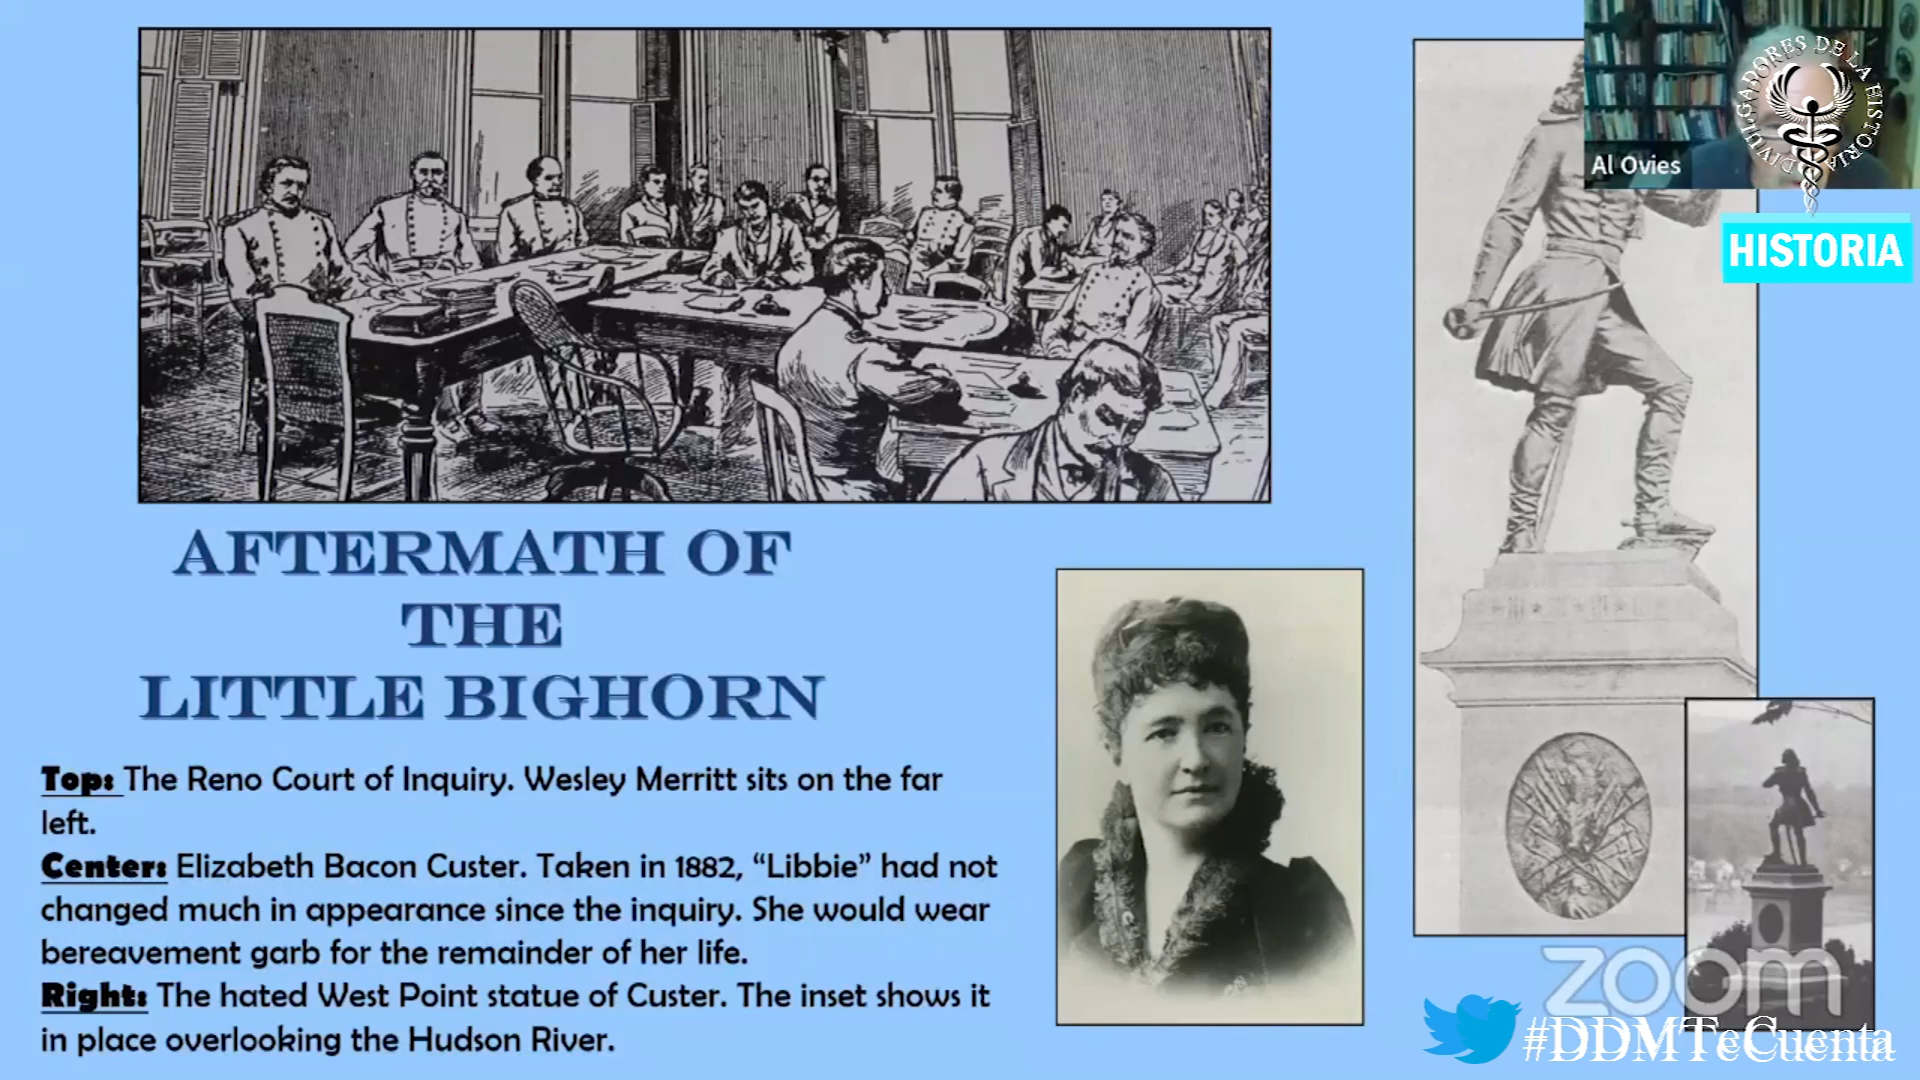 Al Ovies
DIVULGADORES DE LA HISTORIA
HISTORIA
AFTERMATH OF
THE
LITTLE BIGHORN
Top: The Reno Court of Inquiry. Wesley Merritt sits on the far
left.
Center: Elizabeth Bacon Custer. Taken in 1882, “Libbie” had not
changed much in appearance since the inquiry. She would wear
bereavement garb for the remainder of her life.
Right: The hated West Point statue of Custer. The inset shows it
in place overlooking the Hudson River.
zoom
#DDMTeCuenta